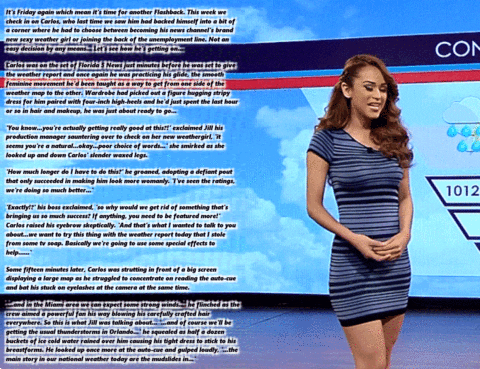 It's Friday again which mean it's time for another Flashback. This week we
check in on Carlos, who last time we saw him had backed himself into a bit of
a corner where he had to choose between becoming his news channel's brand
new sexy weather girl or joining the back of the unemployment line. Not an
easy decision by any means... Let's see how he's getting on...
Carlos was on the set of Florida 5 News just minutes before he was set to give
the weather report and once again he was practicing his glide, the smooth
feminine movement he'd been taught as a way to get from one side of the
weather map to the other. Wardrobe had picked out a figure hugging stripy
dress for him paired with four-inch high-heels and he'd just spent the last hour
or so in hair and makeup, he was just about ready to go...
'You know...you're actually getting really good at this!!' exclaimed Jill his
production manager sauntering over to check on her new weathergirl, 'it
seems you're a natural...okay...poor choice of words...' she smirked as she
looked up and down Carlos' slender waxed legs.
'How much longer do I have to do this?' he groaned, adopting a defiant pout
that only succeeded in making him look more womanly. 'I've seen the ratings,
we're doing so much better...'
'Exactly!!' his boss exclaimed, 'so why would we get rid of something that's
bringing us so much success? If anything, you need to be featured more!'
Carlos raised his eyebrow skeptically. 'And that's what I wanted to talk to you
about...we want to try this thing with the weather report today that I stole
from some tv soap. Basically we're going to use some special effects to
help......'
Some fifteen minutes later, Carlos was strutting in front of a big screen
displaying a large map as he struggled to concentrate on reading the auto-cue
and bat his stuck on eyelashes at the camera at the same time.
'...and in the Miami area we can expect some strong winds...' he flinched as the
crew aimed a powerful fan his way blowing his carefully crafted hair
everywhere. So this is what Jill was talking about... '...and of course we'll be
getting the usual thunderstorms in Orlando...' he squealed as half a dozen
buckets of ice cold water rained over him causing his tight dress to stick to his
breastforms. He looked up once more at the auto-cue and gulped loudly. '...the
main story in our national weather today are the mudslides in...'
CON
1012